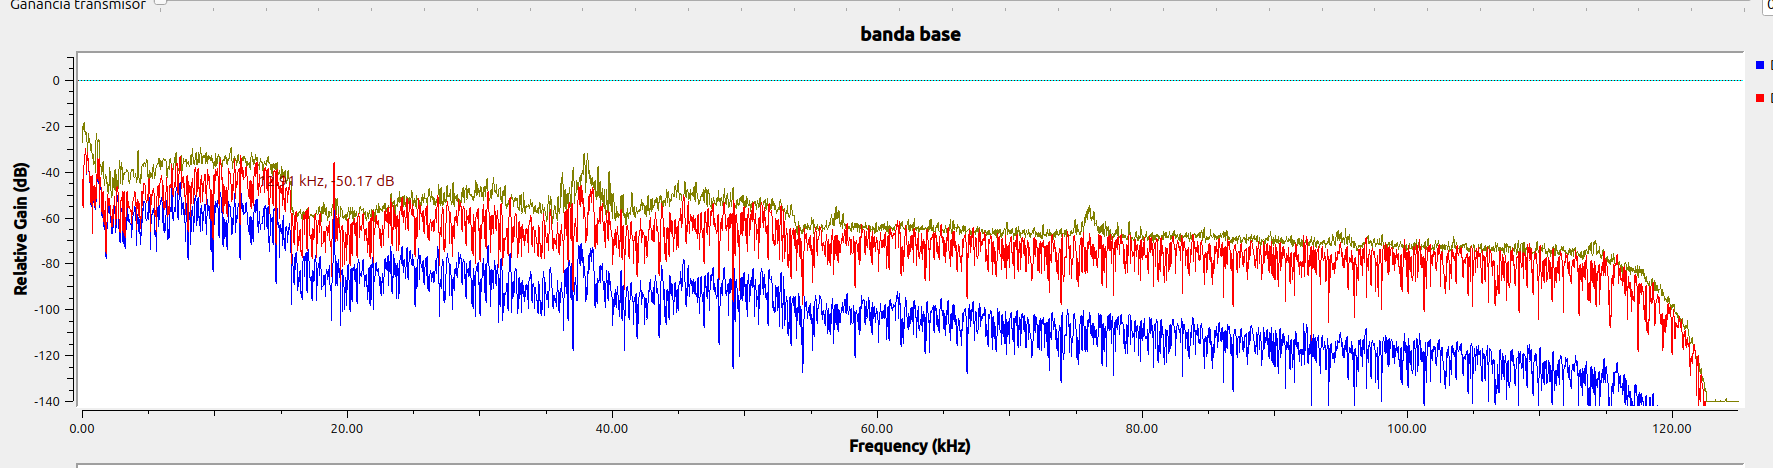 Ganancia transmisor
banda base
0
-20
-40
kHz, -50.17 dB
-60
-80
-100
-120
-140
Relative Gain (dB)
0.00 20.00 40.00 60.00 80.00 100.00 120.00
Frequency (kHz)